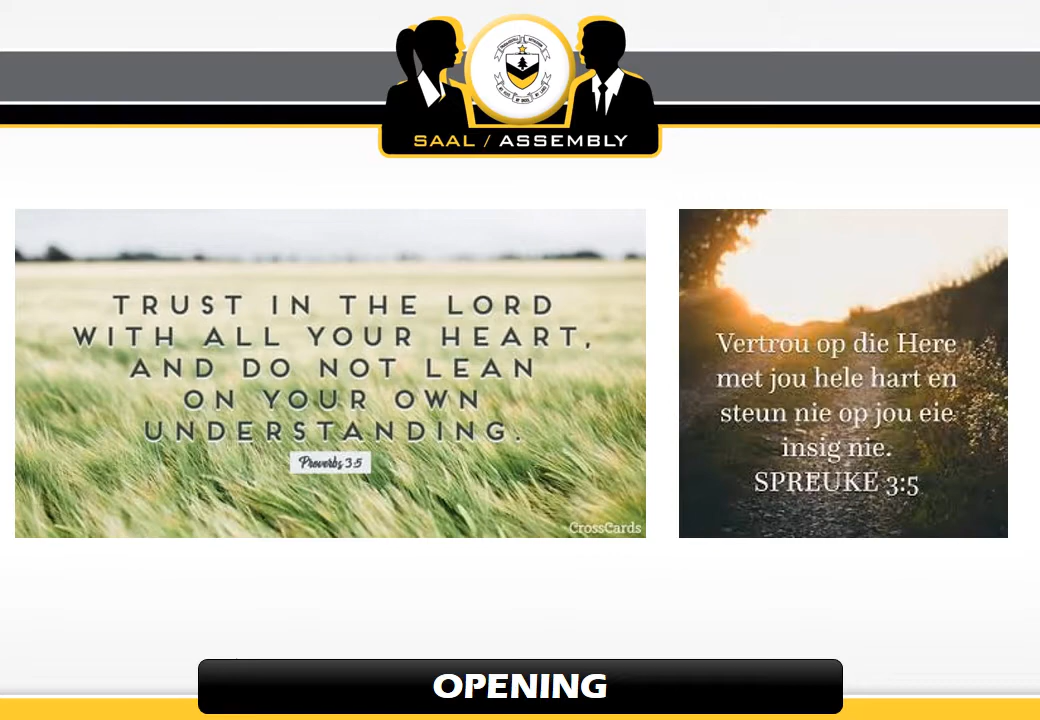 SAAL / ASSEMBLY
TRUST IN THE LORD
WITH ALL YOUR HEART,
AND DO NOT LEAN
ON YOUR OWN
UNDERSTANDING.
Proverbs 3:5
CrossCards
Vertrou op die Here
met jou hele hart en
steun nie op jou eie
insig nie.
SPREUKE 3:5
OPENING